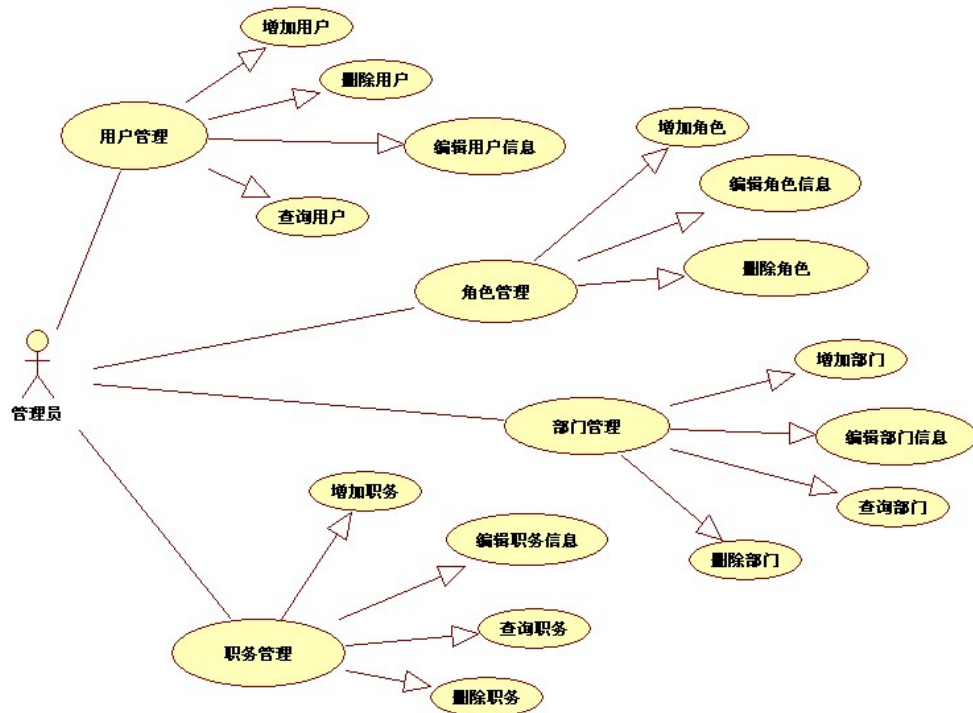 增加用户
删除用户
用户管理
编辑用户信息
查询用户
增加角色
编辑角色信息
删除角色
角色管理
管理员
增加部门
部门管理
编辑部门信息
查询部门
删除部门
增加职务
编辑职务信息
查询职务
职务管理
删除职务